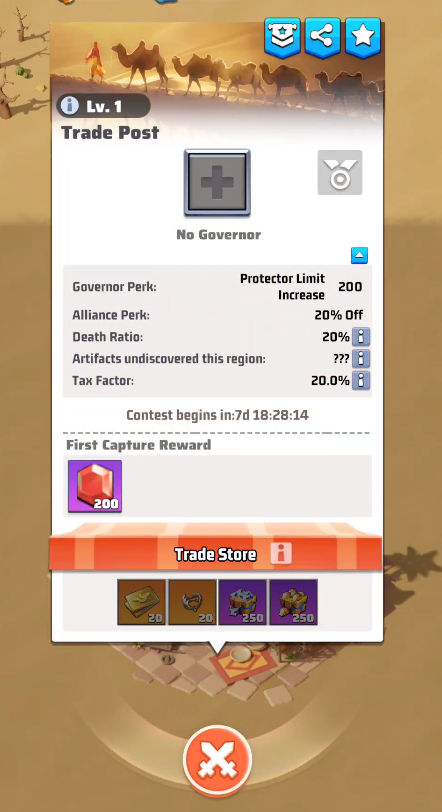 Lv. 1
Trade Post
No Governor
Governor Perk: Protector Limit Increase 200
Alliance Perk: 20% Off
Death Ratio: 20%
Artifacts undiscovered this region: ???
Tax Factor: 20.0%
Contest begins in:7d 18:28:14
First Capture Reward
200
Trade Store
20 20 250 250